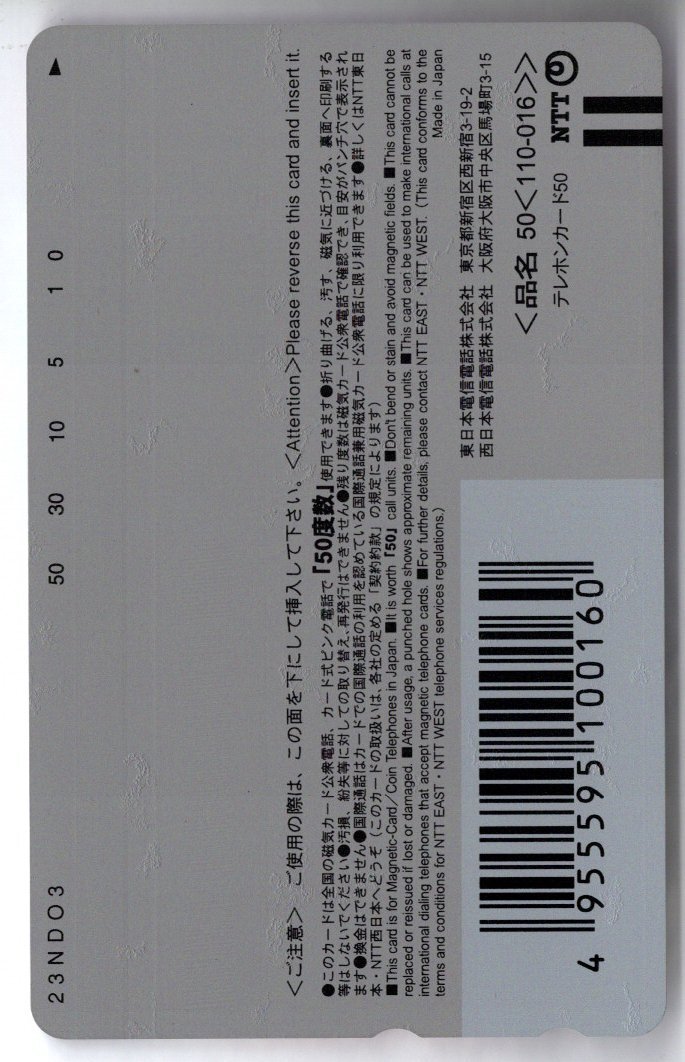 23NDO3
50 30 10 5 1 0 ▲
<ご注意> ご使用の際は、この面を下にして挿入して下さい。<Attention>Please reverse this card and insert it.
●このカードは全国の磁気カード公衆電話、カード式ピンク電話で「50度数」使用できます●折り曲げる、汚す、磁気に近づける、裏面へ印刷する
等はしないでください●汚損、紛失等に対しての取り替え、再発行はできません●残り度数は磁気カード公衆電話で確認でき、目安がパンチ穴で表示され
ます●換金はできません●国際通話はカードでの国際通話の利用を認めている国際通話兼用磁気カード公衆電話に限り利用できます●詳しくはNTT東日
本・NTT西日本へどうぞ(このカードの取扱いは、各社の定める「契約約款」の規定によります)
■This card is for Magnetic-Card/Coin Telephones in Japan. ■It is worth「50」call units. ■Don't bend or stain and avoid magnetic fields. ■This card cannot be
replaced or reissued if lost or damaged. ■After usage, a punched hole shows approximate remaining units. ■This card can be used to make international calls at
international dialing telephones that accept magnetic telephone cards. ■For further details, please contact NTT EAST・NTT WEST. (This card conforms to the
terms and conditions for NTT EAST・NTT WEST telephone services regulations.)
Made in Japan
東日本電信電話株式会社 東京都新宿区西新宿3-19-2
西日本電信電話株式会社 大阪府大阪市中央区馬場町3-15
<品名 50<110-016>>
テレホンカード50
NTT
4 955595 100160